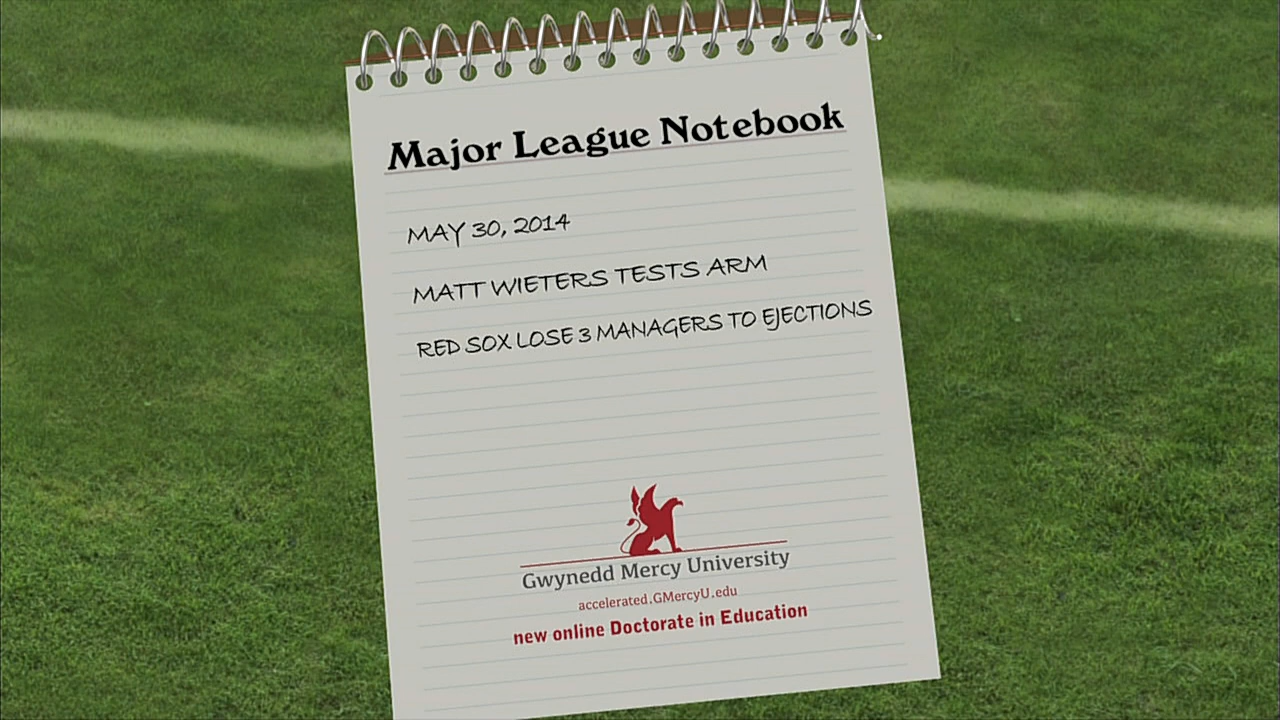 Major League Notebook
MAY 30, 2014
MATT WIETERS TESTS ARM
RED SOX LOSE 3 MANAGERS TO EJECTIONS
Gwynedd Mercy University
accelerated.GMercyU.edu
new online Doctorate in Education